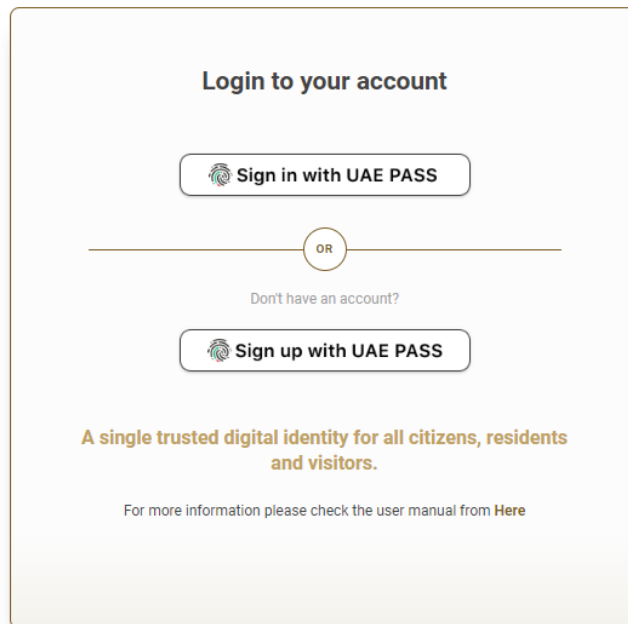 Login to your account
Sign in with UAE PASS
OR
Don't have an account?
Sign up with UAE PASS
A single trusted digital identity for all citizens, residents
and visitors.
For more information please check the user manual from Here